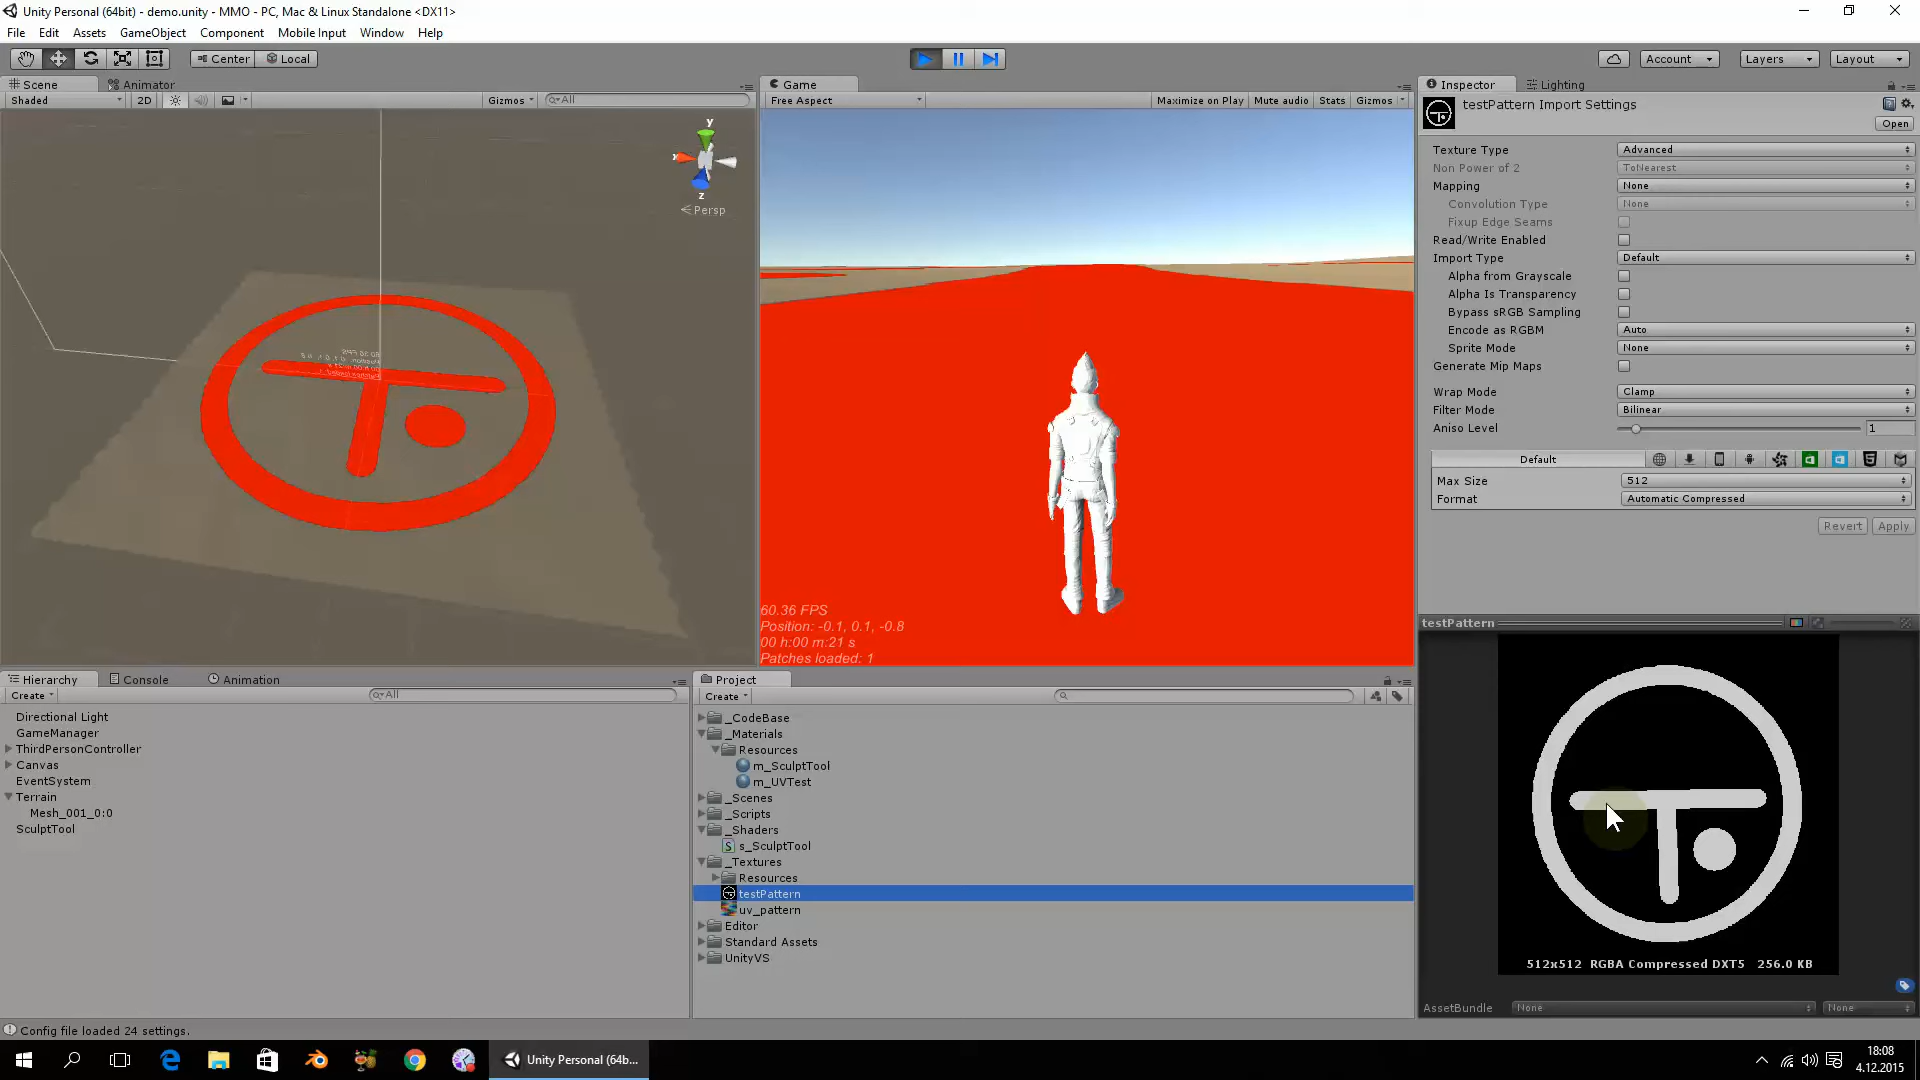 Unity Personal (64bit) - demo.unity - MMO - PC, Mac & Linux Standalone <DX11>
File Edit Assets GameObject Component Mobile Input Window Help
Center Local
Account Layers Layout
Scene Animator
Shaded 2D Gizmos All
y
x
z
Persp
Game
Free Aspect Maximize on Play Mute audio Stats Gizmos
60.36 FPS
Position: -0.1, 0.1, -0.8
00 h:00 m:21 s
Patches loaded: 1
Inspector Lighting
testPattern Import Settings
Open
Texture Type Advanced
Non Power of 2 ToNearest
Mapping None
Convolution Type None
Fixup Edge Seams
Read/Write Enabled
Import Type Default
Alpha from Grayscale
Alpha Is Transparency
Bypass sRGB Sampling
Encode as RGBM Auto
Sprite Mode None
Generate Mip Maps
Wrap Mode Clamp
Filter Mode Bilinear
Aniso Level 1
Default
Max Size 512
Format Automatic Compressed
Revert Apply
testPattern
512x512 RGBA Compressed DXT5 256.0 KB
AssetBundle None None
Hierarchy Console Animation
Create All
Directional Light
GameManager
ThirdPersonController
Canvas
EventSystem
Terrain
Mesh_001_0:0
SculptTool
Project
Create
_CodeBase
_Materials
Resources
m_SculptTool
m_UVTest
_Scenes
_Scripts
_Shaders
s_SculptTool
_Textures
Resources
testPattern
uv_pattern
Editor
Standard Assets
UnityVS
Config file loaded 24 settings.
Unity Personal (64b...
18:08
4.12.2015